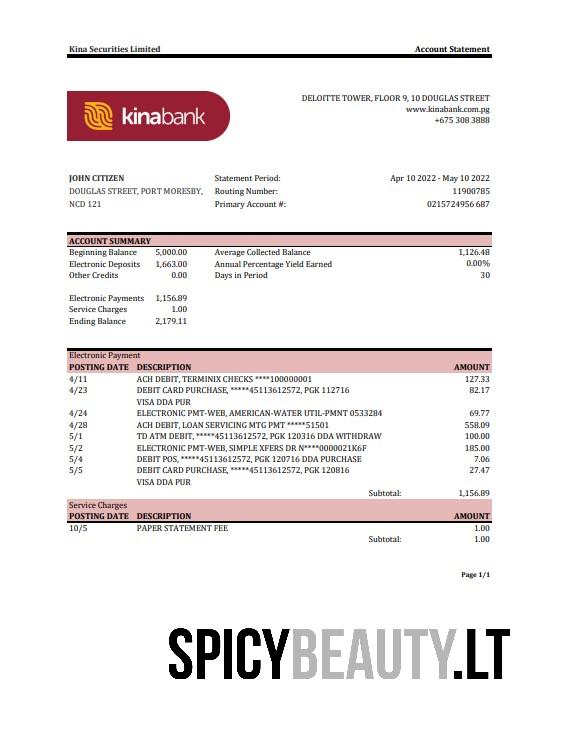 Kina Securities Limited Account Statement
kinabank
DELOITTE TOWER, FLOOR 9, 10 DOUGLAS STREET
www.kinabank.com.pg
+675 308 3888
JOHN CITIZEN Statement Period: Apr 10 2022 - May 10 2022
DOUGLAS STREET, PORT MORESBY, Routing Number: 11900785
NCD 121 Primary Account #: 0215724956 687
ACCOUNT SUMMARY
Beginning Balance 5,000.00 Average Collected Balance 1,126.48
Electronic Deposits 1,663.00 Annual Percentage Yield Earned 0.00%
Other Credits 0.00 Days in Period 30
Electronic Payments 1,156.89
Service Charges 1.00
Ending Balance 2,179.11
Electronic Payment
POSTING DATE DESCRIPTION AMOUNT
4/11 ACH DEBIT, TERMINIX CHECKS ****100000001 127.33
4/23 DEBIT CARD PURCHASE, *****45113612572, PGK 112716 82.17
VISA DDA PUR
4/24 ELECTRONIC PMT-WEB, AMERICAN-WATER UTIL-PMNT 0533284 69.77
4/28 ACH DEBIT, LOAN SERVICING MTG PMT *****51501 558.09
5/1 TD ATM DEBIT, *****45113612572, PGK 120316 DDA WITHDRAW 100.00
5/2 ELECTRONIC PMT-WEB, SIMPLE XFERS DR N****0000021K6F 185.00
5/4 DEBIT POS, *****45113612572, PGK 120716 DDA PURCHASE 7.06
5/5 DEBIT CARD PURCHASE, *****45113612572, PGK 120816 27.47
VISA DDA PUR
Subtotal: 1,156.89
Service Charges
POSTING DATE DESCRIPTION AMOUNT
10/5 PAPER STATEMENT FEE 1.00
Subtotal: 1.00
Page 1/1
SPICYBEAUTY.LT